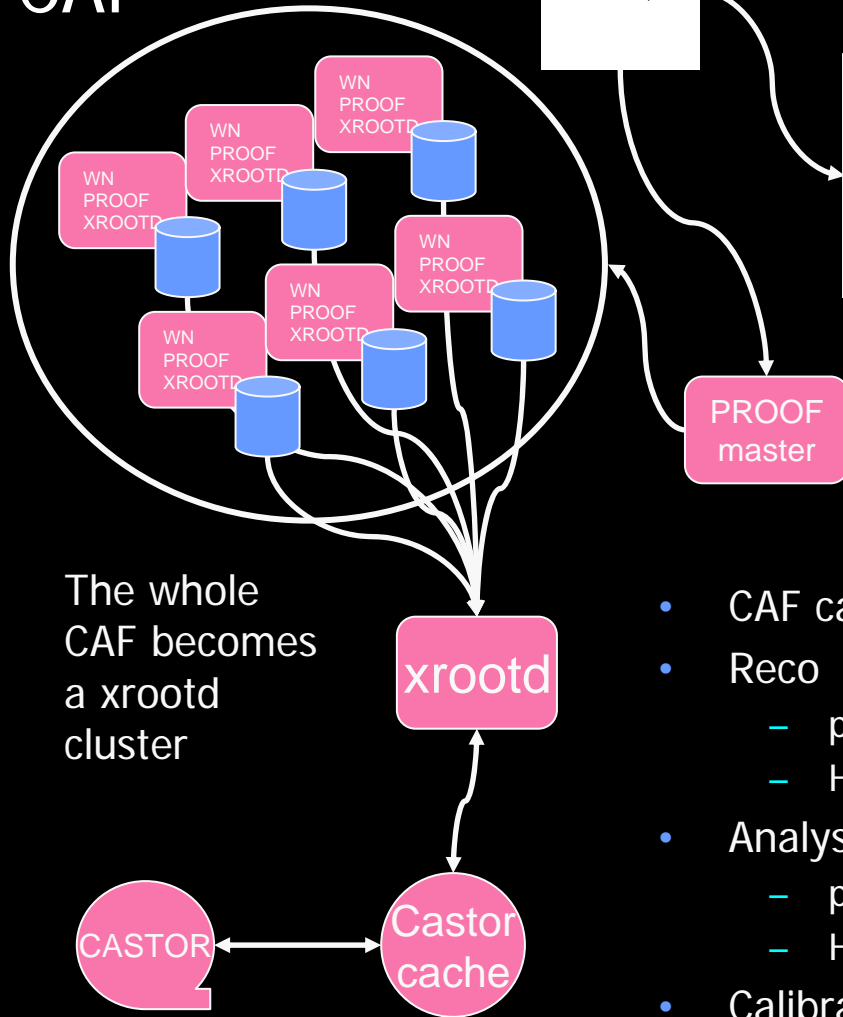 CAF
WN
PROOF
XROOTD
WN
PROOF
XROOTD
WN
PROOF
XROOTD
WN
PROOF
XROOTD
WN
PROOF
XROOTD
WN
PROOF
XROOTD
PROOF
master
The whole
CAF becomes
a xrootd
cluster
xrootd
CASTOR
Castor
cache
• CAF
• Reco
–
–
•
–
–
•